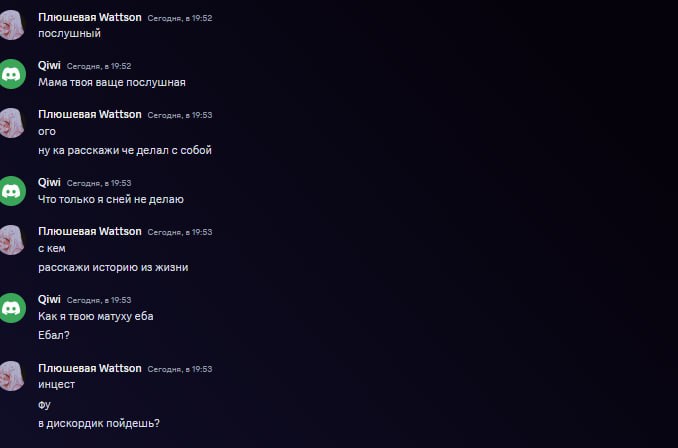 Плюшевая Wattson Сегодня, в 19:52
послушный
Qiwi Сегодня, в 19:52
Мама твоя ваще послушная
Плюшевая Wattson Сегодня, в 19:53
ого
ну ка расскажи че делал с собой
Qiwi Сегодня, в 19:53
Что только я сней не делаю
Плюшевая Wattson Сегодня, в 19:53
с кем
расскажи историю из жизни
Qiwi Сегодня, в 19:53
Как я твою матуху еба
Ебал?
Плюшевая Wattson Сегодня, в 19:53
инцест
фу
в дискордик пойдешь?